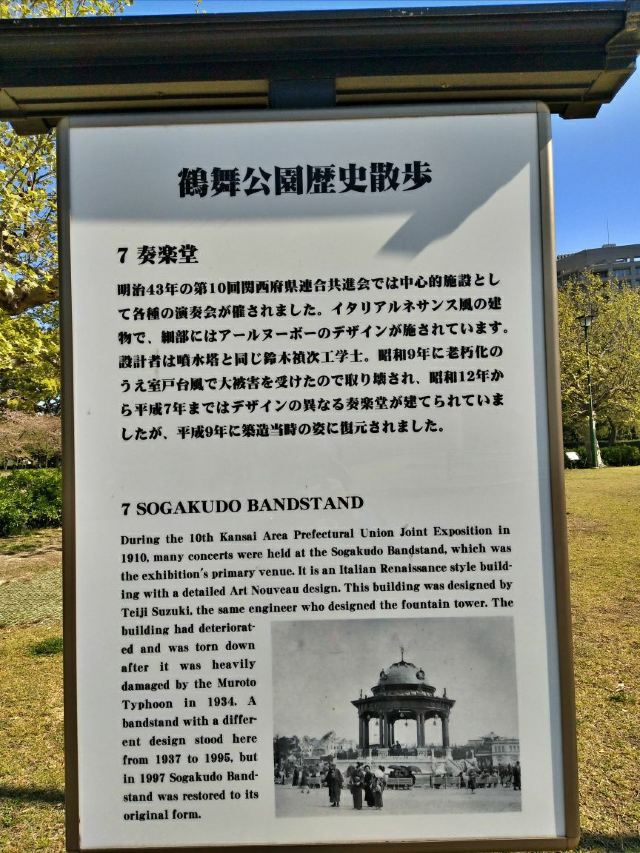 鶴舞公園歴史散歩
7 奏楽堂
明治43年の第10回関西府県連合共進会では中心的施設とし
て各種の演奏会が催されました。イタリアルネサンス風の建
物で、細部にはアールヌーボーのデザインが施されています。
設計者は噴水塔と同じ鈴木禎次工学士。昭和9年に老朽化の
うえ室戸台風で大被害を受けたので取り壊され、昭和12年か
ら平成7年まではデザインの異なる奏楽堂が建てられていま
したが、平成9年に築造当時の姿に復元されました。
7 SOGAKUDO BANDSTAND
During the 10th Kansai Area Prefectural Union Joint Exposition in
1910, many concerts were held at the Sogakudo Bandstand, which was
the exhibition's primary venue. It is an Italian Renaissance style build-
ing with a detailed Art Nouveau design. This building was designed by
Teiji Suzuki, the same engineer who designed the fountain tower. The
building had deteriorat-
ed and was torn down
after it was heavily
damaged by the Muroto
Typhoon in 1934. A
bandstand with a differ-
ent design stood here
from 1937 to 1995, but
in 1997 Sogakudo Band-
stand was restored to its
original form.